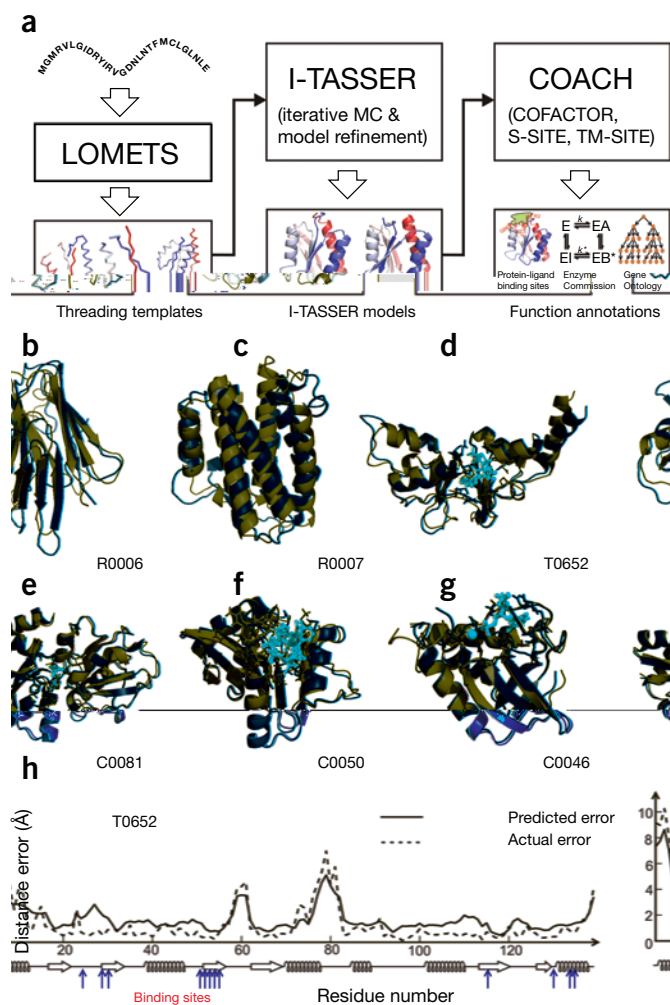 a
MGMRVLGIDRYIRVGDNLNTFMCLGLNLE
LOMETS
I-TASSER
(iterative MC &
model refinement)
COACH
(COFACTOR,
S-SITE, TM-SITE)
E k EA
EI k' EB*
Protein-ligand
binding sites
Enzyme
Commission
Gene
Ontology
Threading templates
I-TASSER models
Function annotations
b
c
d
R0006
R0007
T0652
e
f
g
C0081
C0050
C0046
h
T0652
Predicted error
Actual error
Distance error (Å)
10
8
6
4
2
0
20 40 60 80 100 120
Binding sites
Residue number